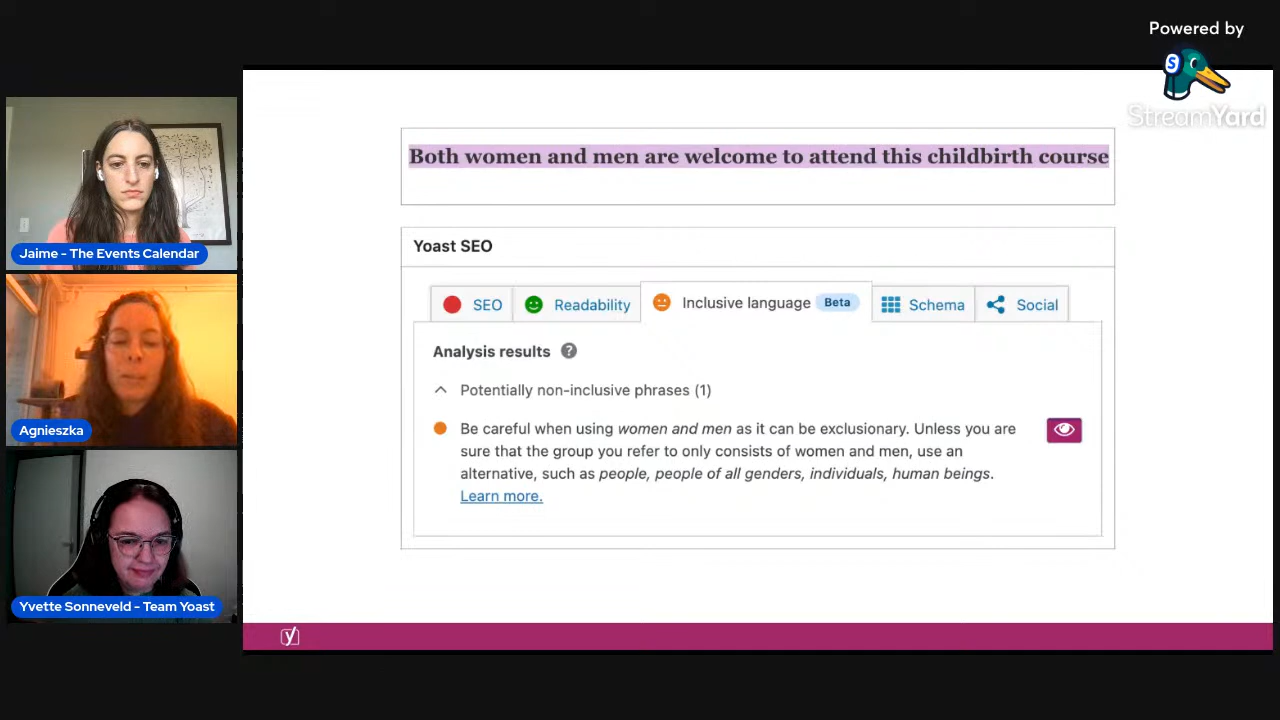 Powered by
S
StreamYard
Jaime - The Events Calendar
Agnieszka
Yvette Sonneveld - Team Yoast
Both women and men are welcome to attend this childbirth course
Yoast SEO
SEO
Readability
Inclusive language
Beta
Schema
Social
Analysis results ?
Potentially non-inclusive phrases (1)
Be careful when using women and men as it can be exclusionary. Unless you are
sure that the group you refer to only consists of women and men, use an
alternative, such as people, people of all genders, individuals, human beings.
Learn more.
y